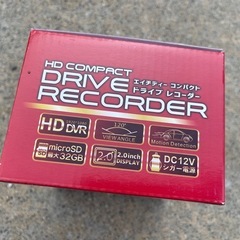 HD COMPACT
DRIVE
RECORDER
エイチディー コンパクト
ドライブ レコーダー
HD DVR
120°
VIEW ANGLE
Motion Detection
microSD
最大32GB
2.0
2.0inch
DISPLAY
DC12V
シガー電源